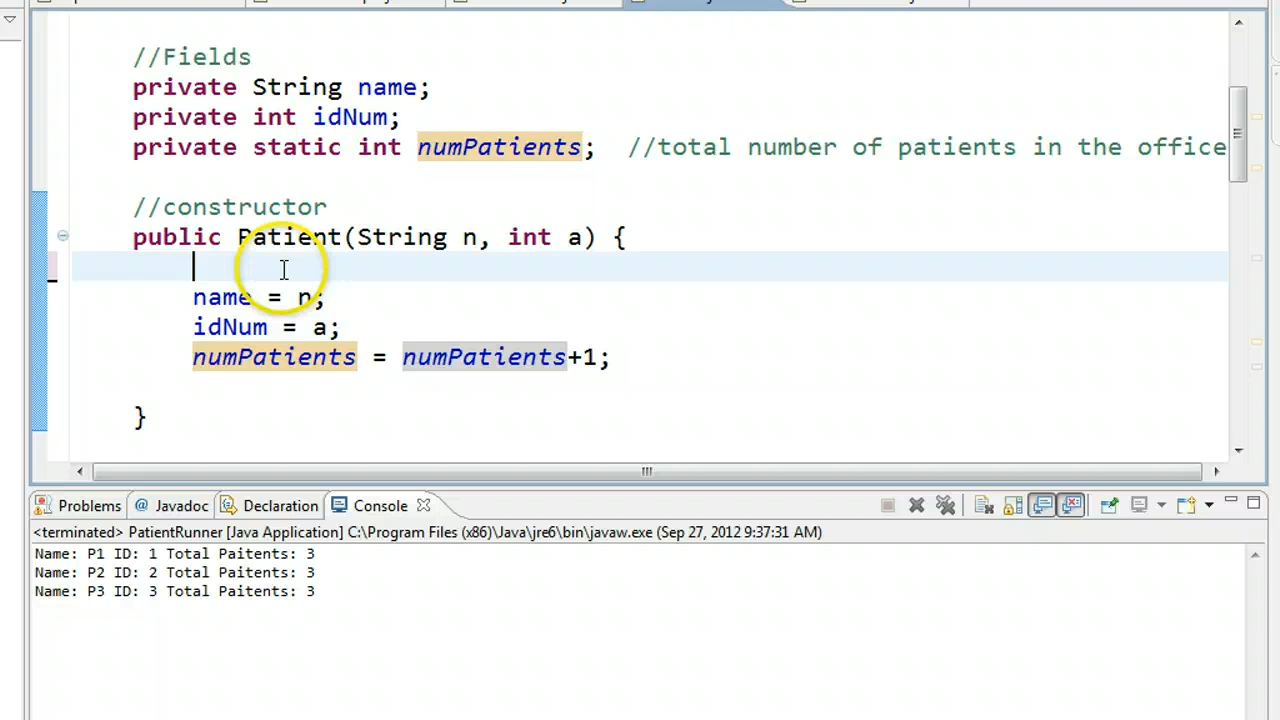 //Fields
private String name;
private int idNum;
private static int numPatients;  //total number of patients in the office
//constructor
public Patient(String n, int a) {
name = n;
idNum = a;
numPatients = numPatients+1;
}
Problems @ Javadoc Declaration Console
<terminated> PatientRunner [Java Application] C:\Program Files (x86)\Java\jre6\bin\javaw.exe (Sep 27, 2012 9:37:31 AM)
Name: P1 ID: 1 Total Paitents: 3
Name: P2 ID: 2 Total Paitents: 3
Name: P3 ID: 3 Total Paitents: 3